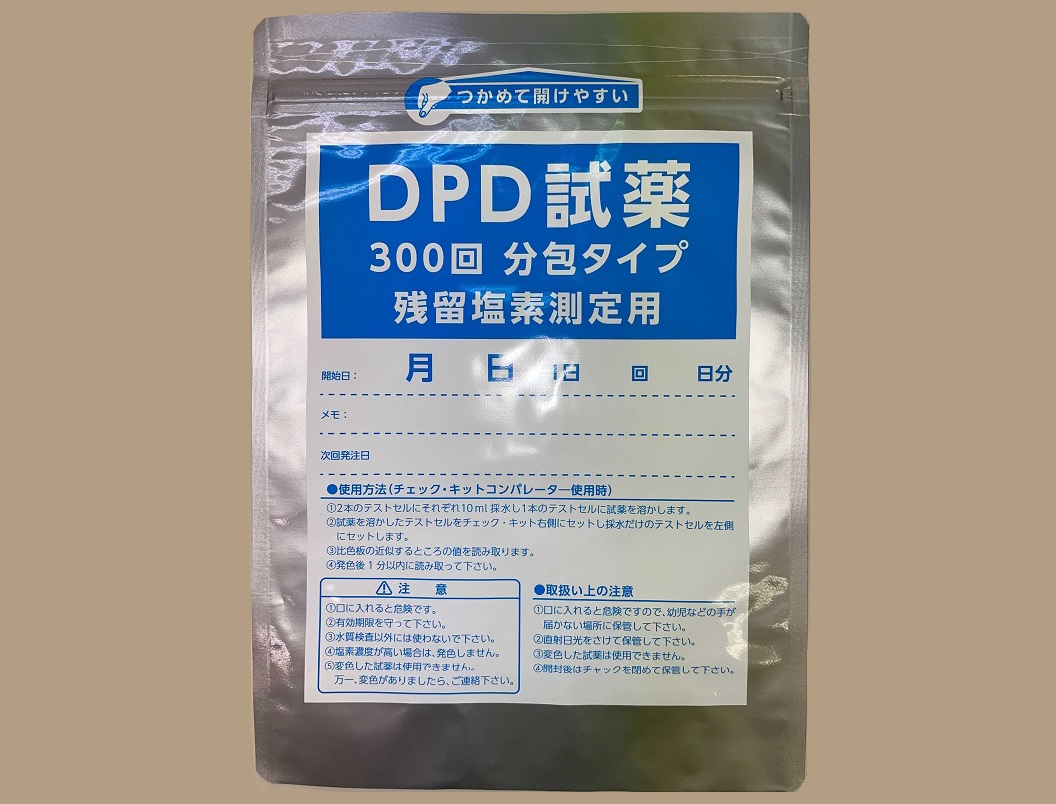 つかめて開けやすい
DPD試薬
300回 分包タイプ
残留塩素測定用
開始日： 月 日 1日 回 日分
メモ：
次回発注日
●使用方法（チェック・キットコンパレーター使用時）
①2本のテストセルにそれぞれ10ml採水し1本のテストセルに試薬を溶かします。
②試薬を溶かしたテストセルをチェック・キット右側にセットし採水だけのテストセルを左側
にセットします。
③比色板の近似するところの値を読み取ります。
④発色後1分以内に読み取って下さい。
⚠注 意
①口に入れると危険です。
②有効期限を守って下さい。
③水質検査以外には使わないで下さい。
④塩素濃度が高い場合は、発色しません。
⑤変色した試薬は使用できません。
万一、変色がありましたら、ご連絡下さい。
●取扱い上の注意
①口に入れると危険ですので、幼児などの手が
届かない場所に保管して下さい。
②直射日光をさけて保管して下さい。
③変色した試薬は使用できません。
④開封後はチャックを閉めて保管して下さい。